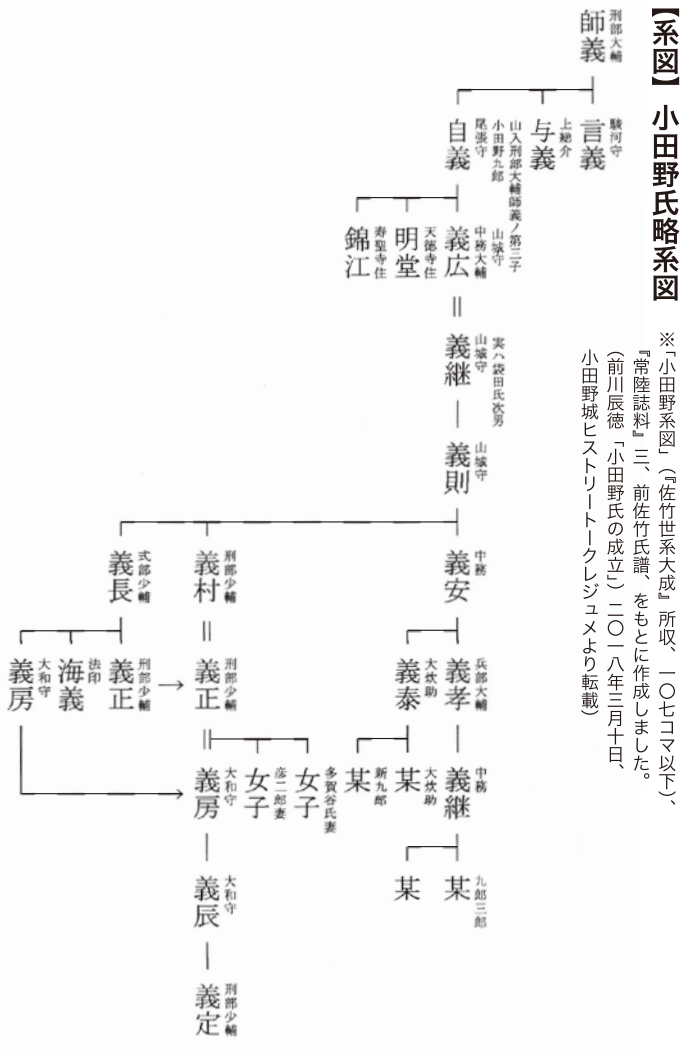 【系図】 小田野氏略系図
※「小田野系図」(『佐竹世系大成』所収、一〇七コマ以下)、
『常陸誌料』三、前佐竹氏譜、をもとに作成しました。
(前川辰徳「小田野氏の成立」)二〇一八年三月十日、
小田野城ヒストリートークレジュメより転載)
刑部大輔
師義
駿河守
言義
上総介
与義
山入刑部大輔師義ノ第三子
小田野九郎
尾張守
自義
山城守
中務大輔
義広
天徳寺住
明堂
寿聖寺住
錦江
実ハ袋田氏次男
山城守
義継
山城守
義則
中務
義安
刑部少輔
義村
式部少輔
義長
兵部大輔
義孝
大炊助
義泰
刑部少輔
義正
→
刑部少輔
義正
法印
海義
大和守
義房
中務
義継
大炊助
某
新九郎
某
多賀谷氏妻
女子
彦二郎妻
女子
大和守
義房
九郎三郎
某
某
大和守
義辰
刑部少輔
義定